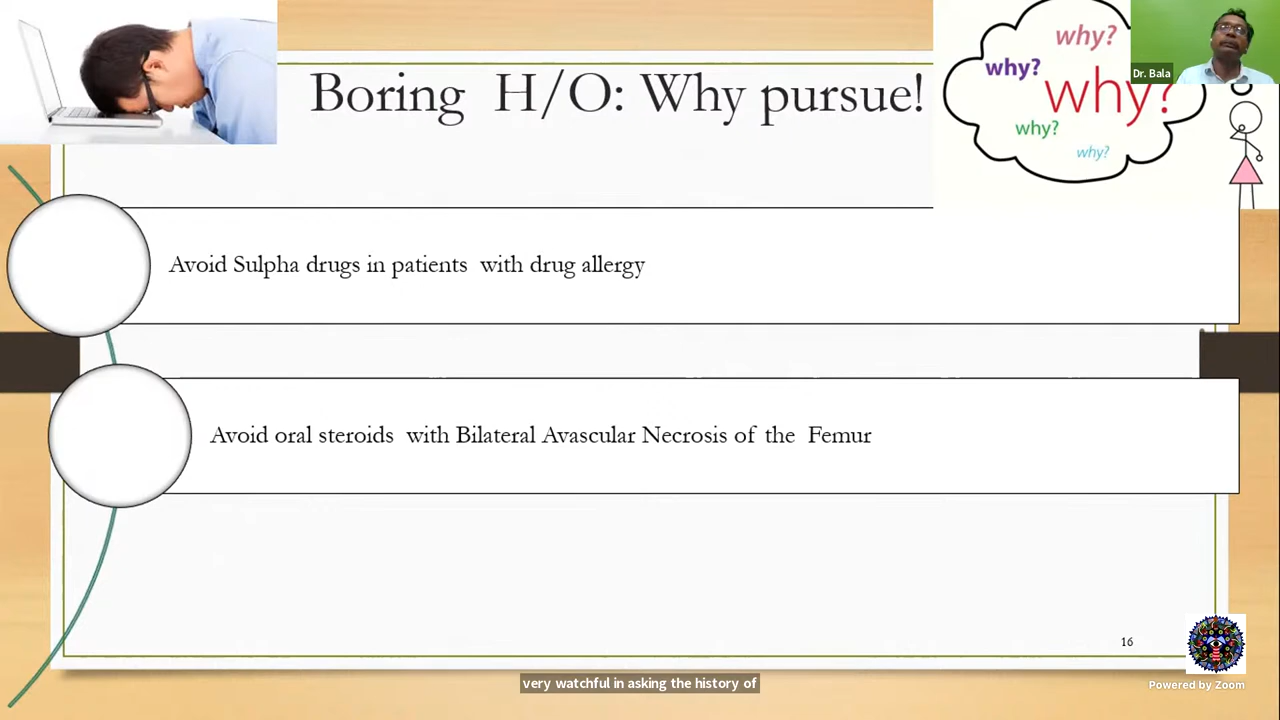 Boring H/O: Why pursue!
why?
why?
why?
why?
why?
Dr. Bala
Avoid Sulpha drugs in patients with drug allergy
Avoid oral steroids with Bilateral Avascular Necrosis of the Femur
16
very watchful in asking the history of
Powered by Zoom